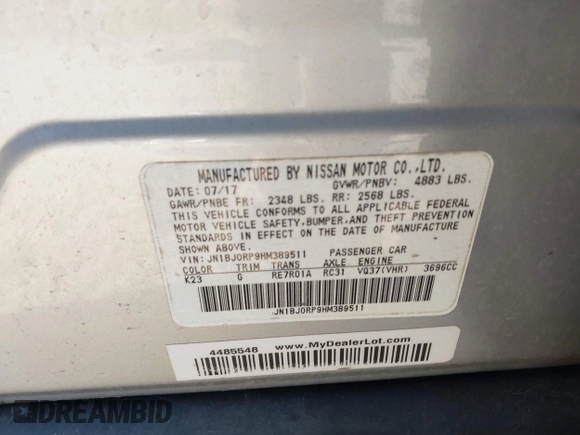 MANUFACTURED BY NISSAN MOTOR CO.,LTD.
DATE: 07/17 GVWR/PNBV: 4883 LBS.
GAWR/PNBE FR: 2348 LBS. RR: 2568 LBS.
THIS VEHICLE CONFORMS TO ALL APPLICABLE FEDERAL
MOTOR VEHICLE SAFETY,BUMPER,AND THEFT PREVENTION
STANDARDS IN EFFECT ON THE DATE OF MANUFACTURE
SHOWN ABOVE.
VIN: JN1BJ0RP9HM389511 PASSENGER CAR
COLOR TRIM TRANS AXLE ENGINE
K23 G RE7R01A RC31 VQ37(VHR) 3696CC
JN1BJ0RP9HM389511
4485548 www.MyDealerLot.com
DREAMBID